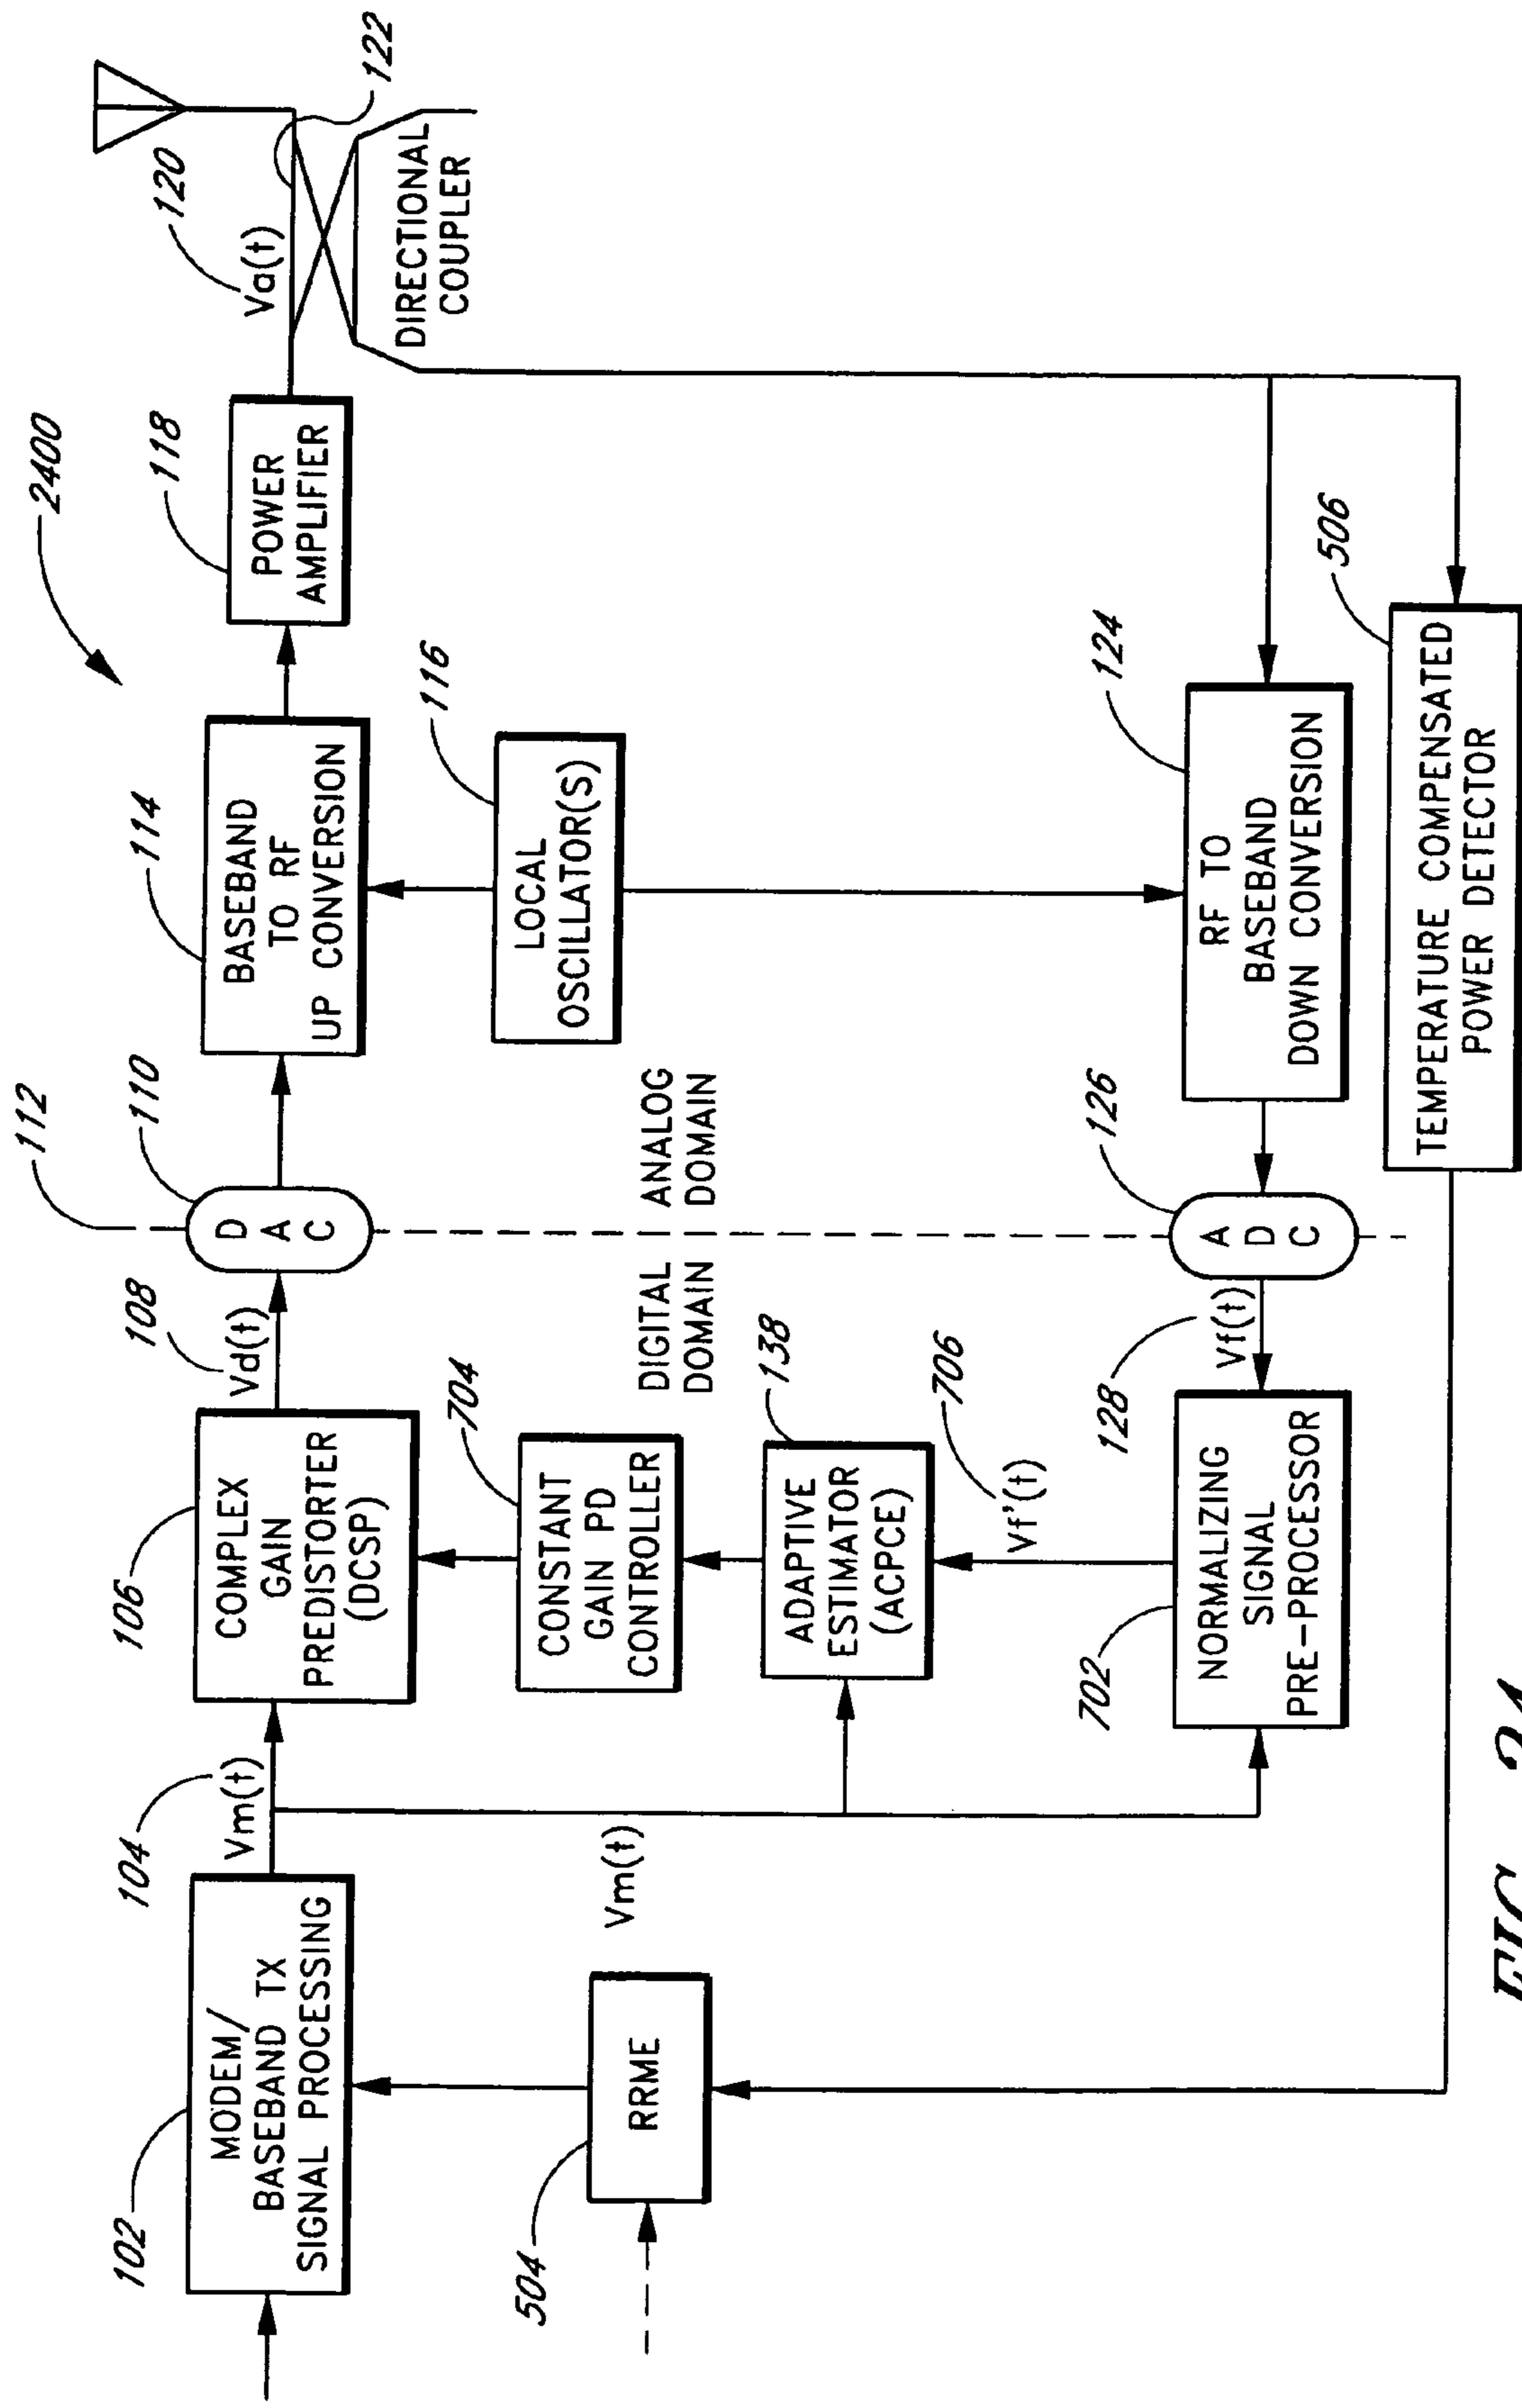 2400
112
122
120
Va(t)
118
POWER
AMPLIFIER
DIRECTIONAL
COUPLER
114
BASEBAND
TO RF
UP CONVERSION
116
LOCAL
OSCILLATOR(S)
110
D
A
C
108
Vd(t)
106
COMPLEX
GAIN
PREDISTORTER
(DCSP)
104
Vm(t)
102
MODEM/
BASEBAND TX
SIGNAL PROCESSING
DIGITAL
DOMAIN
ANALOG
DOMAIN
704
CONSTANT
GAIN PD
CONTROLLER
138
ADAPTIVE
ESTIMATOR
(ACPCE)
Vm(t)
504
RRME
706
Vf'(t)
702
NORMALIZING
SIGNAL
PRE-PROCESSOR
128
Vf(t)
126
A
D
C
124
RF TO
BASEBAND
DOWN CONVERSION
506
TEMPERATURE COMPENSATED
POWER DETECTOR